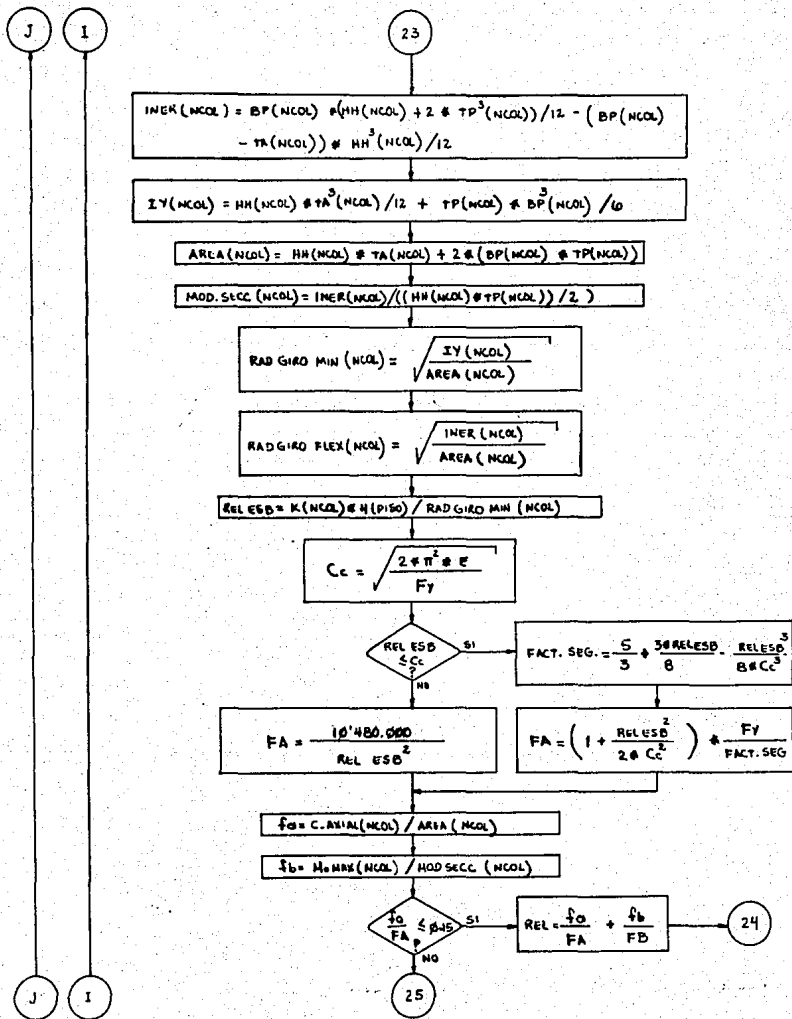 J I 23
INER(NCOL) = BP(NCOL) *(HH(NCOL) + 2 * TP³(NCOL))/12 - (BP(NCOL)
- TA(NCOL)) * HH³(NCOL)/12
IY(NCOL) = HH(NCOL) * TA³(NCOL)/12 + TP(NCOL) * BP³(NCOL) /6
AREA(NCOL) = HH(NCOL) * TA(NCOL) + 2*(BP(NCOL) * TP(NCOL))
MOD.SECC(NCOL) = INER(NCOL)/((HH(NCOL)*TP(NCOL))/2)
RAD GIRO MIN (NCOL) = √(IY(NCOL) / AREA(NCOL))
RAD GIRO FLEX(NCOL) = √(INER(NCOL) / AREA(NCOL))
REL ESB = K(NCOL)*H(PISO) / RAD GIRO MIN (NCOL)
Cc = √(2 * π² * E / Fy)
REL ESB
≤ Cc
?
SI
NO
FACT. SEG. = 5/3 + 3*RELESB/8 - RELESB³/8*Cc³
FA = 10'480.000 / REL ESB²
FA = (1 + RELESB²/2*Cc²) * Fy/FACT.SEG
fa = C.AXIAL(NCOL) / AREA(NCOL)
fb = MoMAX(NCOL) / MOD SECC (NCOL)
fa/FA ≤ 0.15
?
SI
NO
REL = fa/FA + fb/FB
24
J I 25